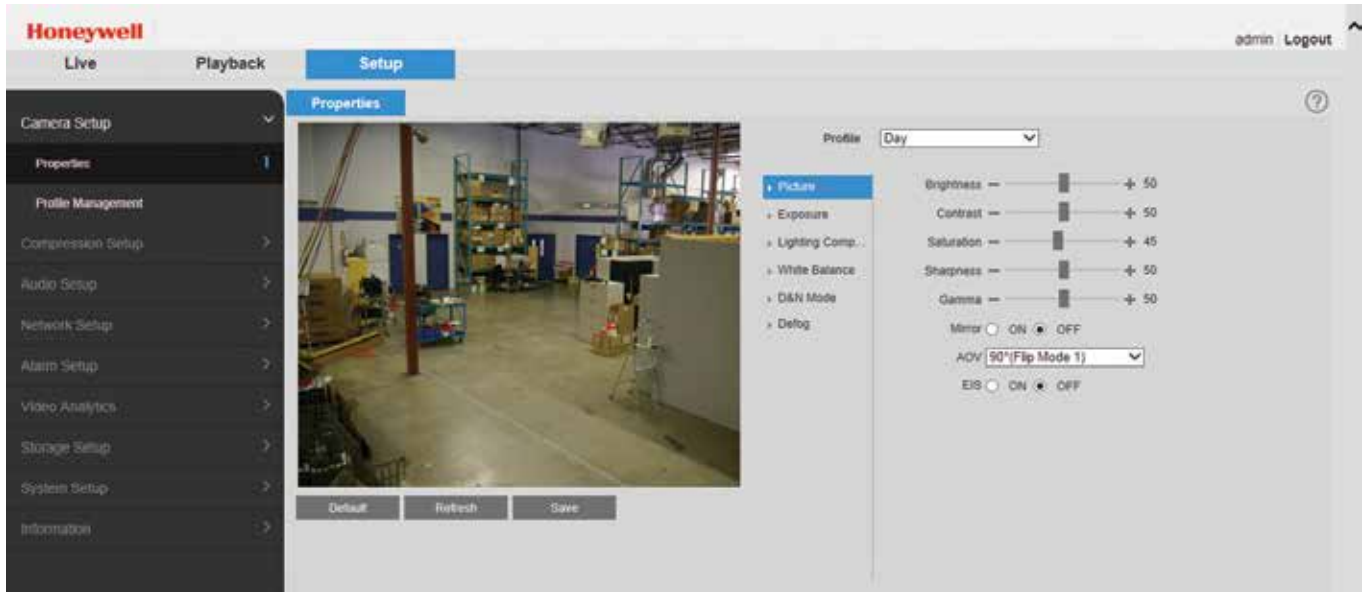 Honeywell
admin Logout
Live Playback Setup
Properties
Camera Setup
Properties
Profile Management
Compression Setup
Audio Setup
Network Setup
Alarm Setup
Video Analytics
Storage Setup
System Setup
Information
Default Refresh Save
Profile Day
Picture
Exposure
Lighting Comp...
White Balance
D&N Mode
Defog
Brightness 50
Contrast 50
Saturation 45
Sharpness 50
Gamma 50
Mirror ON OFF
AOV 90°(Flip Mode 1)
EIS ON OFF